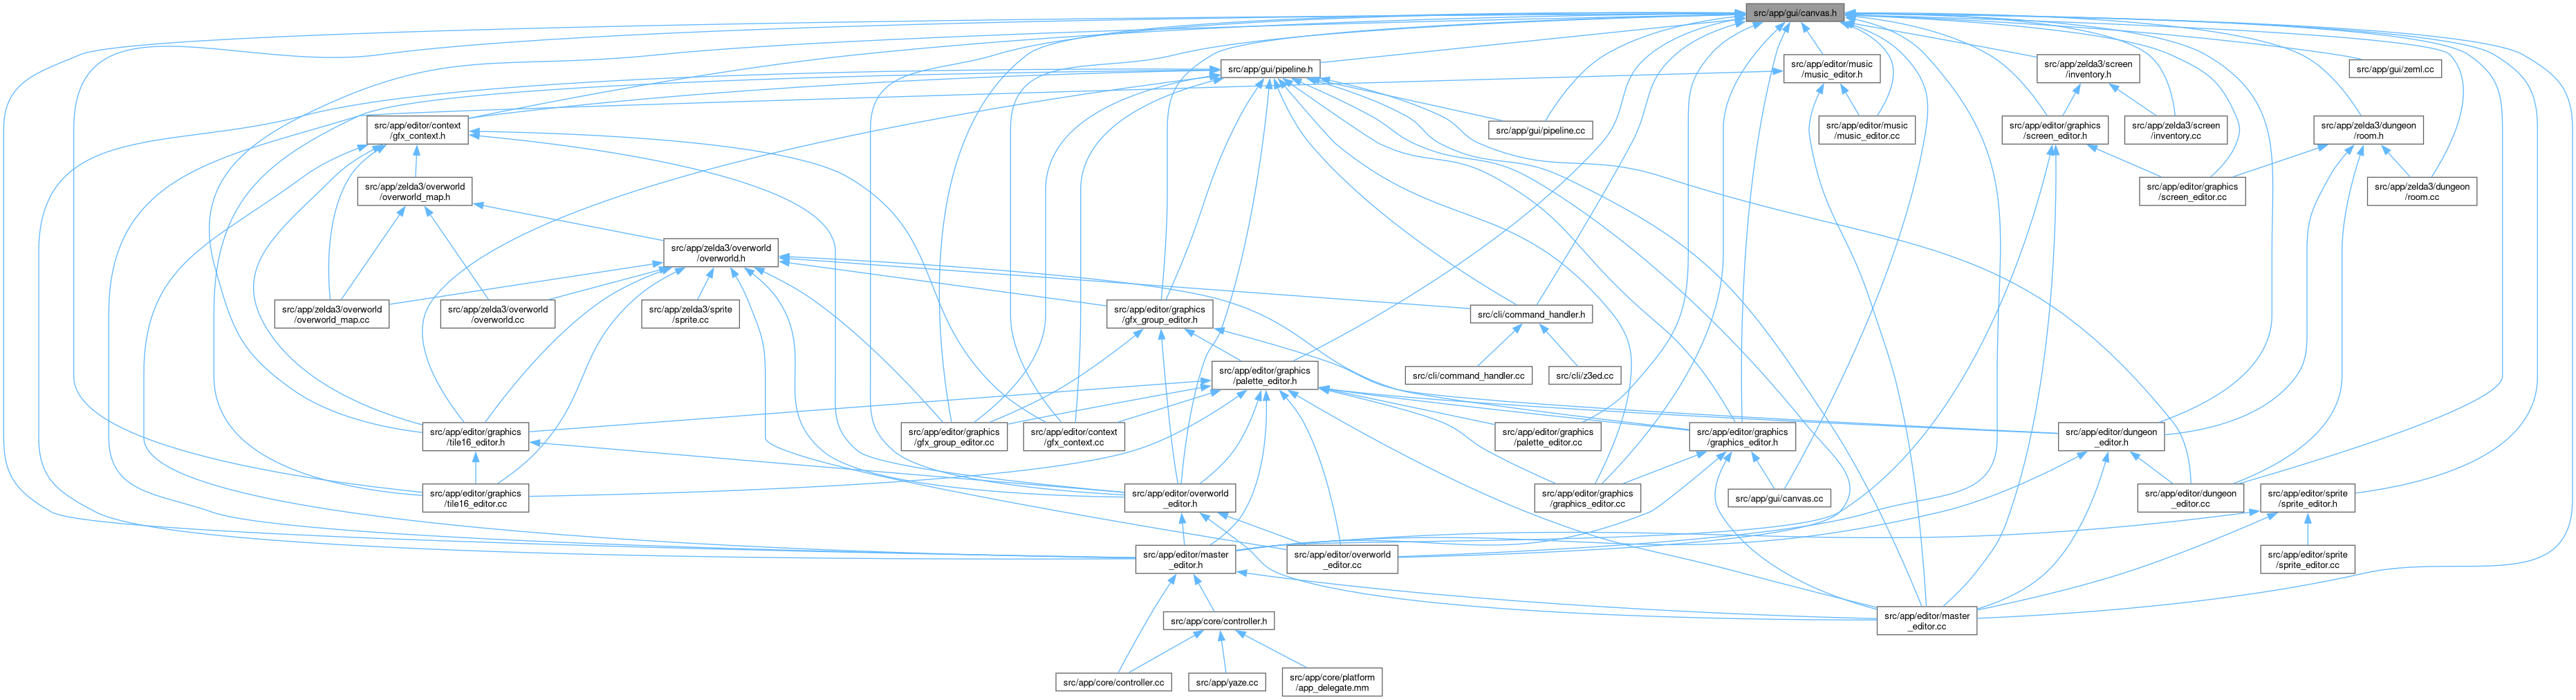 src/app/gui/canvas.h
src/app/gui/pipeline.h
src/app/editor/music
/music_editor.h
src/app/zelda3/screen
/inventory.h
src/app/gui/zeml.cc
src/app/editor/context
/gfx_context.h
src/app/gui/pipeline.cc
src/app/editor/music
/music_editor.cc
src/app/editor/graphics
/screen_editor.h
src/app/zelda3/screen
/inventory.cc
src/app/zelda3/dungeon
/room.h
src/app/zelda3/overworld
/overworld_map.h
src/app/editor/graphics
/screen_editor.cc
src/app/zelda3/dungeon
/room.cc
src/app/zelda3/overworld
/overworld.h
src/app/zelda3/overworld
/overworld_map.cc
src/app/zelda3/overworld
/overworld.cc
src/app/zelda3/sprite
/sprite.cc
src/app/editor/graphics
/gfx_group_editor.h
src/cli/command_handler.h
src/app/editor/graphics
/palette_editor.h
src/cli/command_handler.cc
src/cli/z3ed.cc
src/app/editor/graphics
/tile16_editor.h
src/app/editor/graphics
/gfx_group_editor.cc
src/app/editor/context
/gfx_context.cc
src/app/editor/graphics
/palette_editor.cc
src/app/editor/graphics
/graphics_editor.h
src/app/editor/dungeon
_editor.h
src/app/editor/graphics
/tile16_editor.cc
src/app/editor/overworld
_editor.h
src/app/editor/graphics
/graphics_editor.cc
src/app/gui/canvas.cc
src/app/editor/dungeon
_editor.cc
src/app/editor/sprite
/sprite_editor.h
src/app/editor/master
_editor.h
src/app/editor/overworld
_editor.cc
src/app/editor/sprite
/sprite_editor.cc
src/app/core/controller.h
src/app/editor/master
_editor.cc
src/app/core/controller.cc
src/app/yaze.cc
src/app/core/platform
/app_delegate.mm